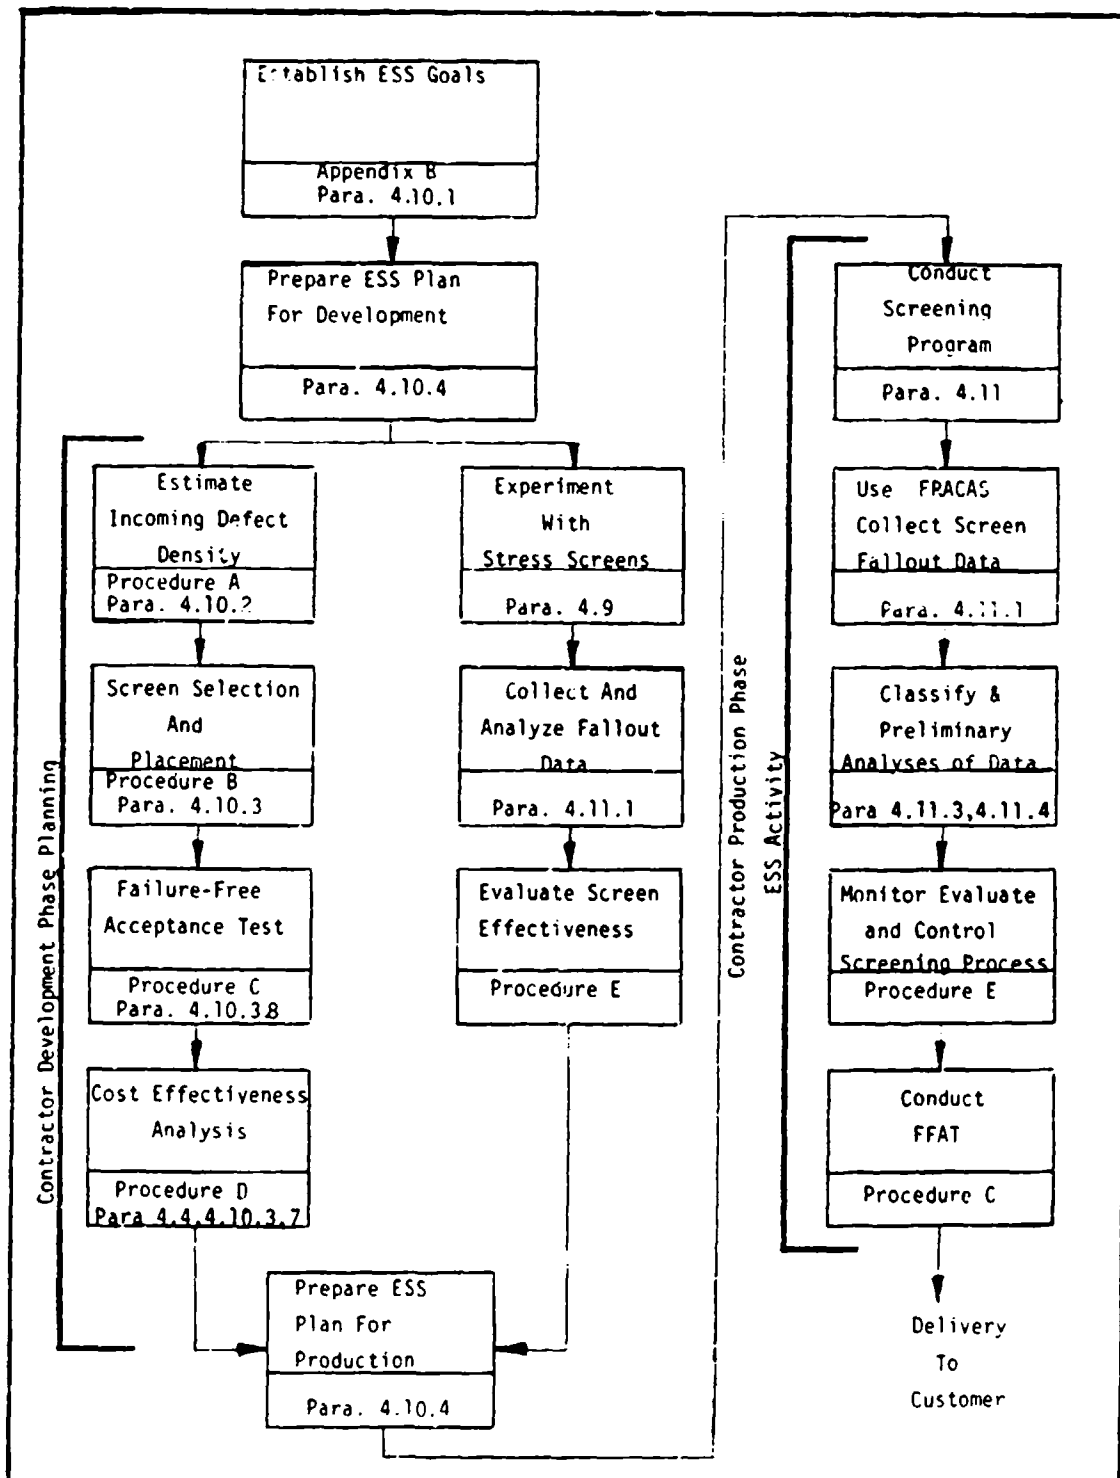 Establish ESS Goals
Appendix B
Para. 4.10.1
Prepare ESS Plan
For Development
Para. 4.10.4
Contractor Development Phase Planning
Estimate
Incoming Defect
Density
Procedure A
Para. 4.10.2
Screen Selection
And
Placement
Procedure B
Para. 4.10.3
Failure-Free
Acceptance Test
Procedure C
Para. 4.10.3.8
Cost Effectiveness
Analysis
Procedure D
Para 4.4,4.10.3.7
Experiment
With
Stress Screens
Para. 4.9
Collect And
Analyze Fallout
Data
Para. 4.11.1
Evaluate Screen
Effectiveness
Procedure E
Prepare ESS
Plan For
Production
Para. 4.10.4
Contractor Production Phase
ESS Activity
Conduct
Screening
Program
Para. 4.11
Use FRACAS
Collect Screen
Fallout Data
Para. 4.11.1
Classify &
Preliminary
Analyses of Data
Para 4.11.3,4.11.4
Monitor Evaluate
and Control
Screening Process
Procedure E
Conduct
FFAT
Procedure C
Delivery
To
Customer